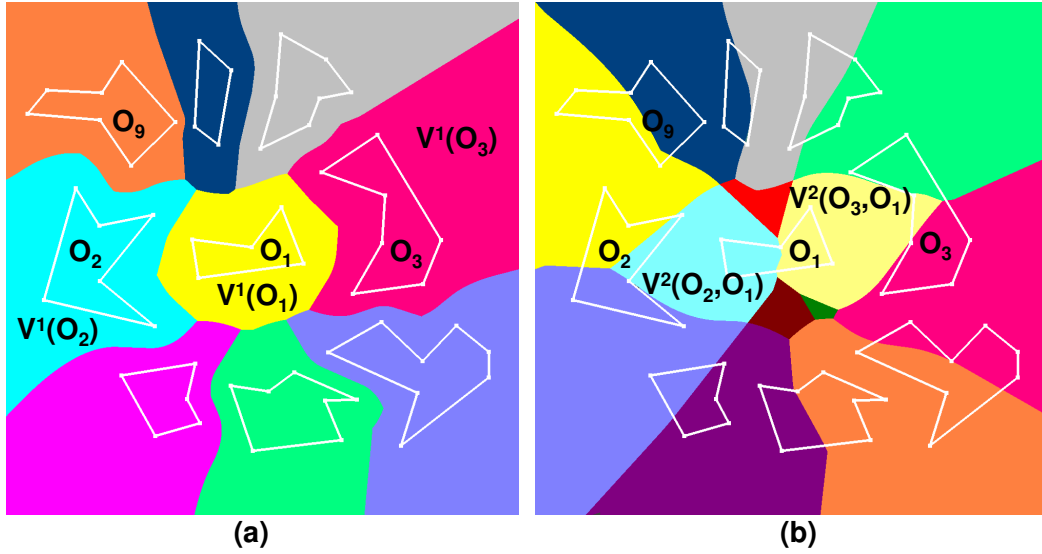 O₉
V¹(O₃)
O₂
O₁
O₃
V¹(O₁)
V¹(O₂)
(a)
O₉
V²(O₃,O₁)
O₂
O₁
O₃
V²(O₂,O₁)
(b)